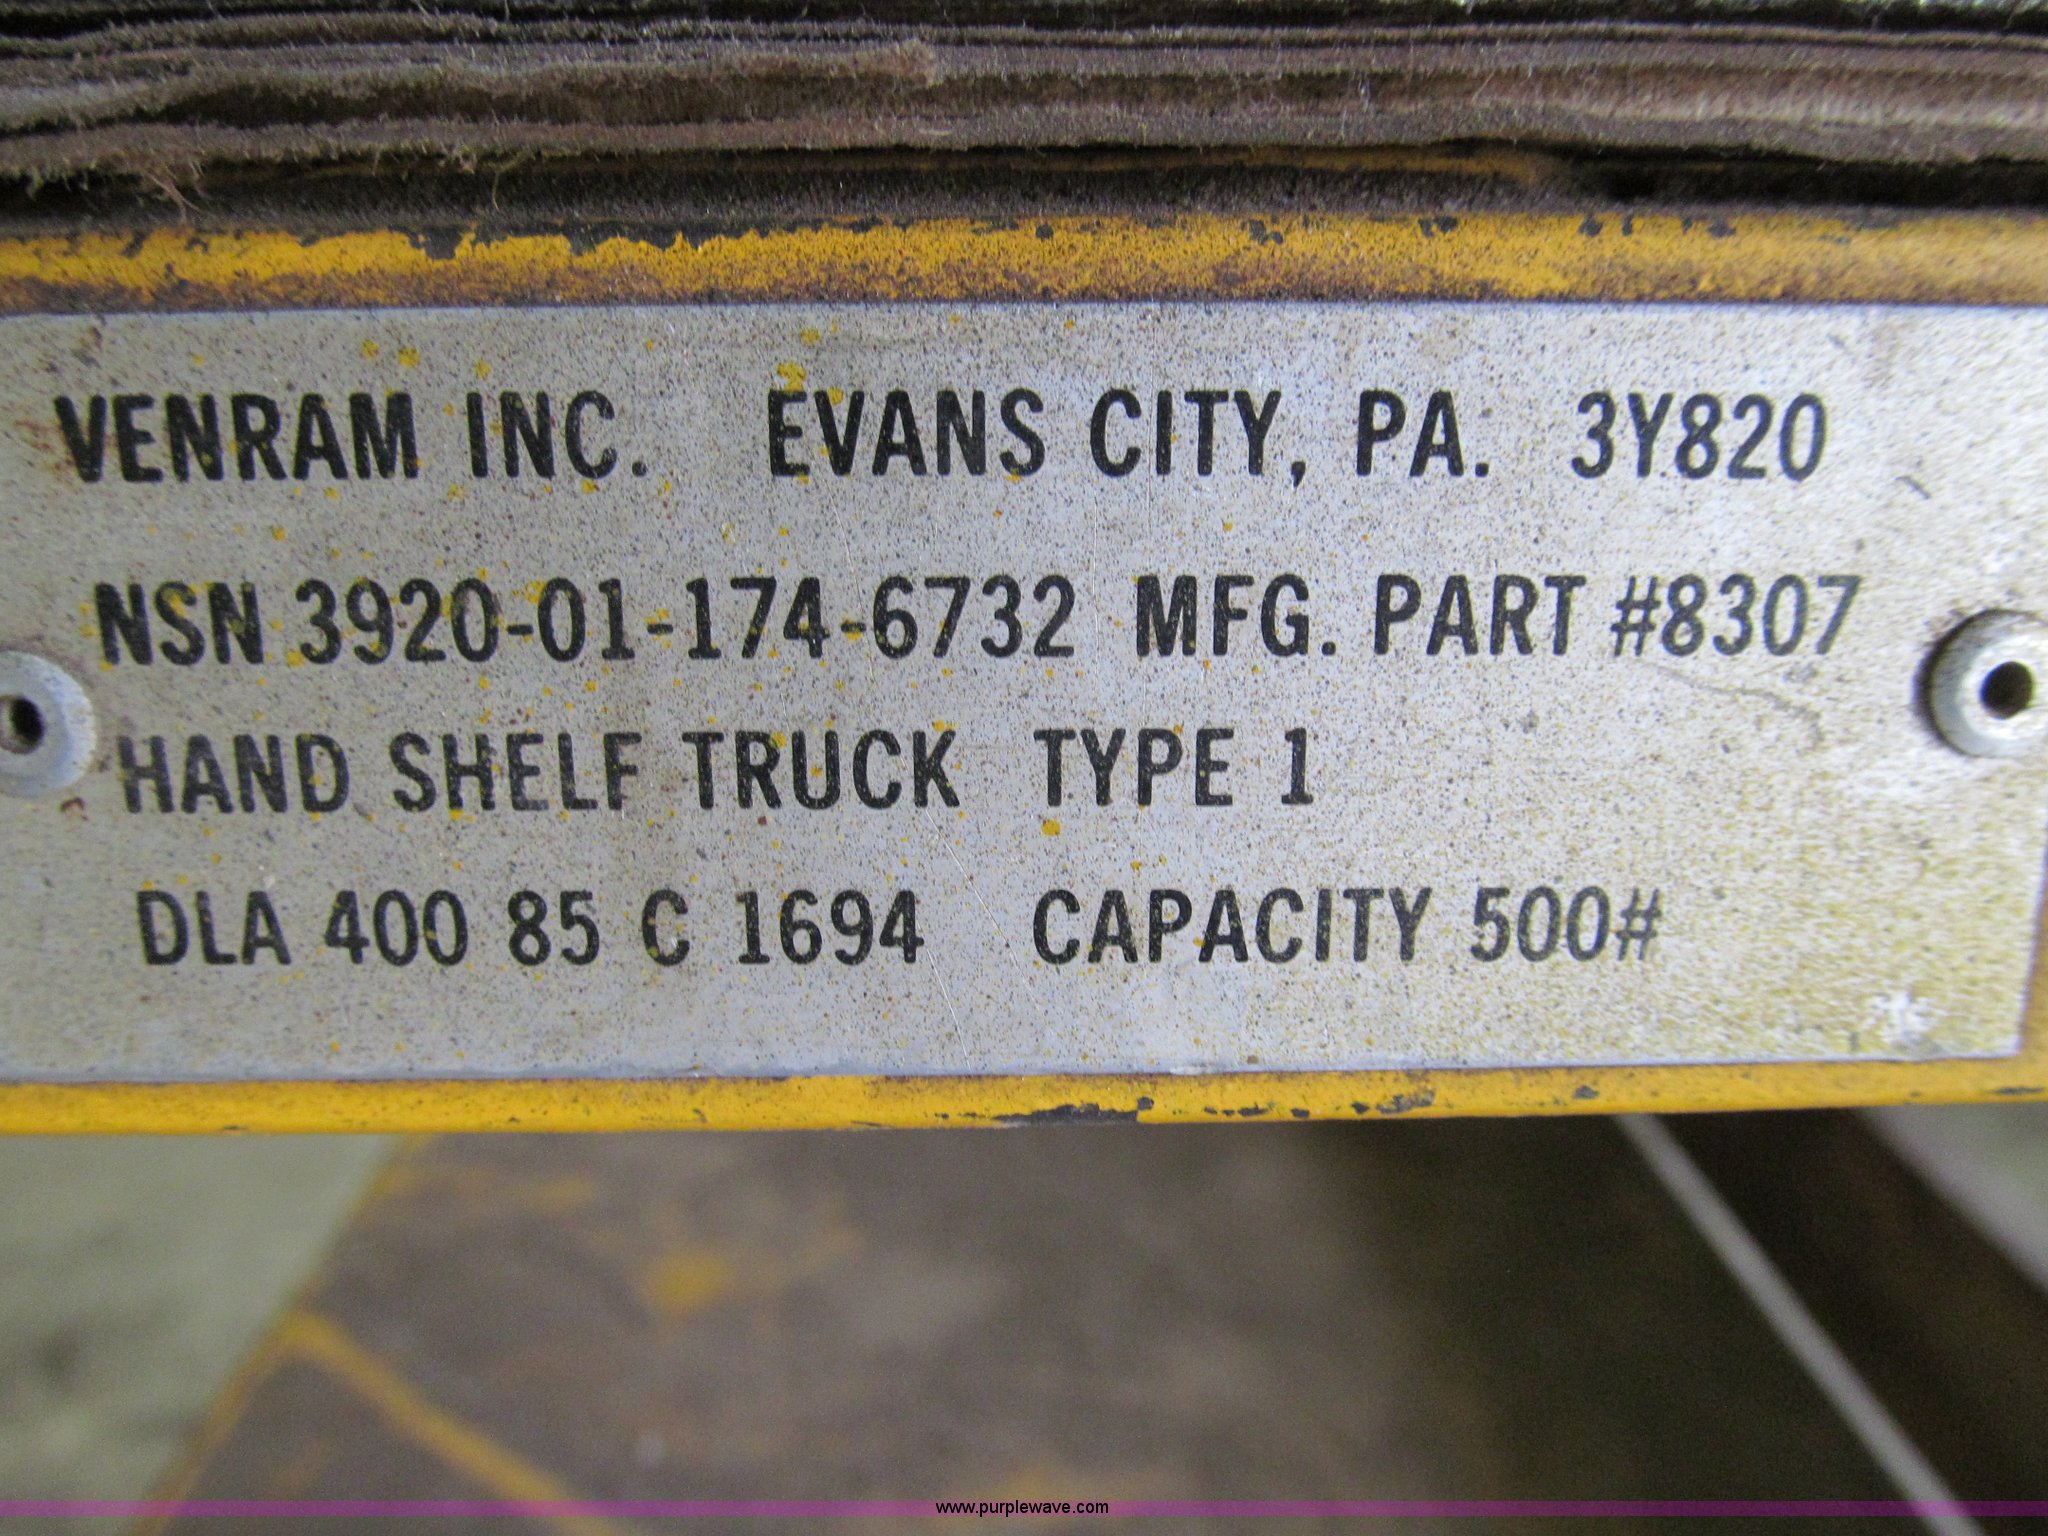 VENRAM INC. EVANS CITY, PA. 3Y820
NSN 3920-01-174-6732 MFG. PART #8307
HAND SHELF TRUCK TYPE 1
DLA 400 85 C 1694 CAPACITY 500#
www.purplewave.com